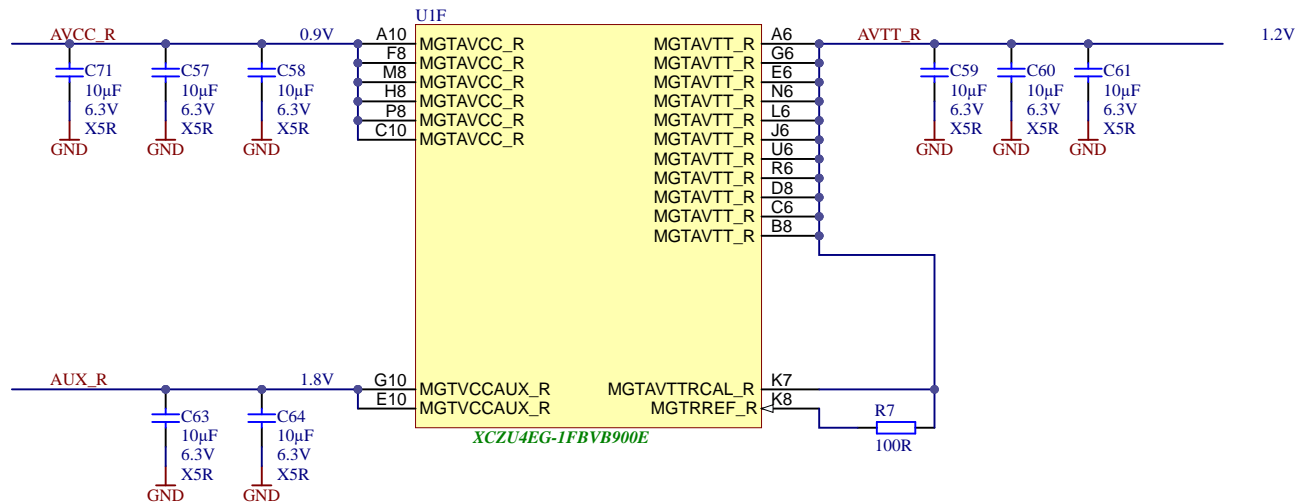 U1F
AVCC_R 0.9V A10 MGTAVCC_R
F8 MGTAVCC_R
M8 MGTAVCC_R
H8 MGTAVCC_R
P8 MGTAVCC_R
C10 MGTAVCC_R
C71
10µF
6.3V
X5R
GND
C57
10µF
6.3V
X5R
GND
C58
10µF
6.3V
X5R
GND
MGTAVTT_R A6 AVTT_R 1.2V
MGTAVTT_R G6
MGTAVTT_R E6
MGTAVTT_R N6
MGTAVTT_R L6
MGTAVTT_R J6
MGTAVTT_R U6
MGTAVTT_R R6
MGTAVTT_R D8
MGTAVTT_R C6
MGTAVTT_R B8
C59
10µF
6.3V
X5R
GND
C60
10µF
6.3V
X5R
GND
C61
10µF
6.3V
X5R
GND
AUX_R 1.8V G10 MGTVCCAUX_R
E10 MGTVCCAUX_R
C63
10µF
6.3V
X5R
GND
C64
10µF
6.3V
X5R
GND
MGTAVTTRCAL_R K7
MGTRREF_R K8
R7
100R
XCZU4EG-1FBVB900E